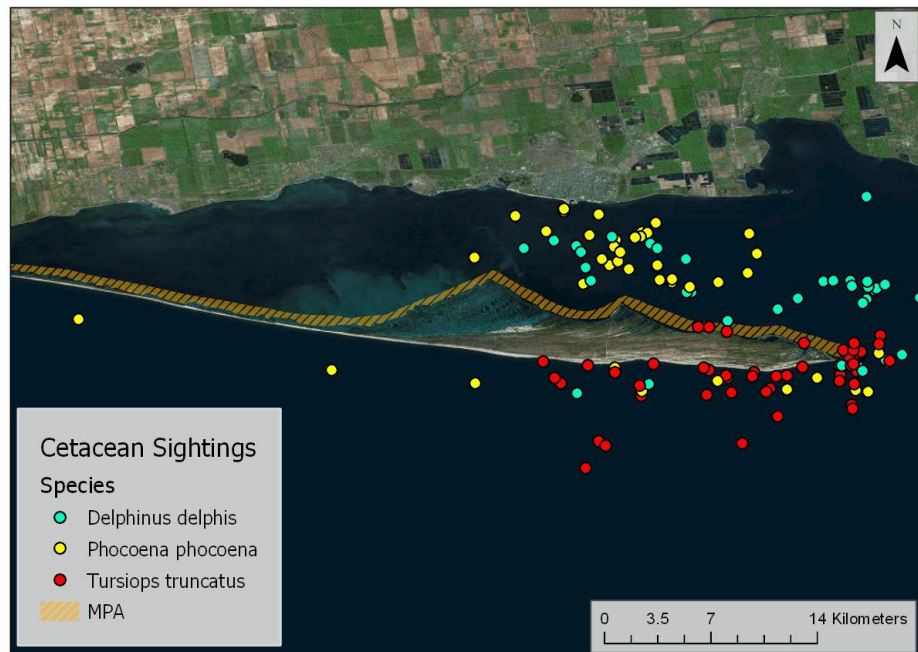 N
Cetacean Sightings
Species
Delphinus delphis
Phocoena phocoena
Tursiops truncatus
MPA
0 3.5 7 14 Kilometers